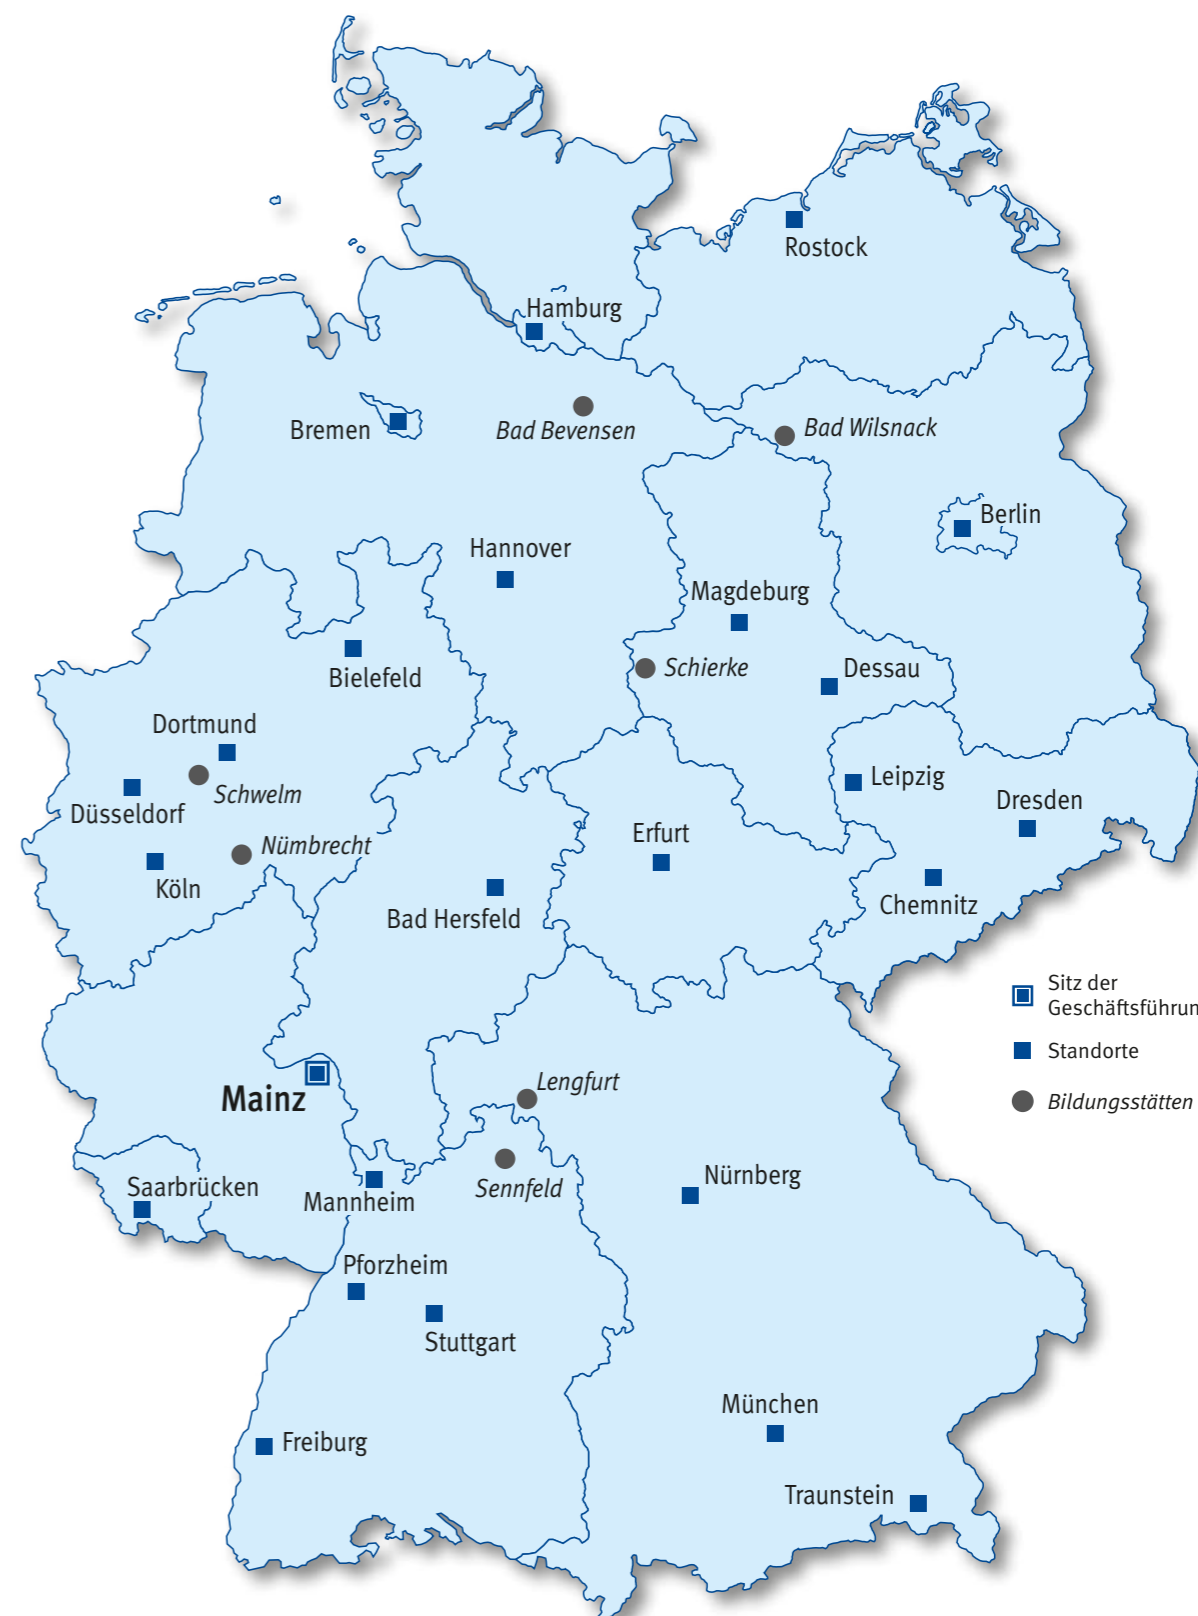 Rostock
Hamburg
Bremen
Bad Bevensen
Bad Wilsnack
Berlin
Hannover
Magdeburg
Bielefeld
Schierke
Dessau
Dortmund
Leipzig
Schwelm
Düsseldorf
Dresden
Erfurt
Nümbrecht
Köln
Chemnitz
Bad Hersfeld
Sitz der
Geschäftsführun
Standorte
Bildungsstätten
Mainz
Lengfurt
Nürnberg
Saarbrücken
Sennfeld
Mannheim
Pforzheim
Stuttgart
München
Freiburg
Traunstein